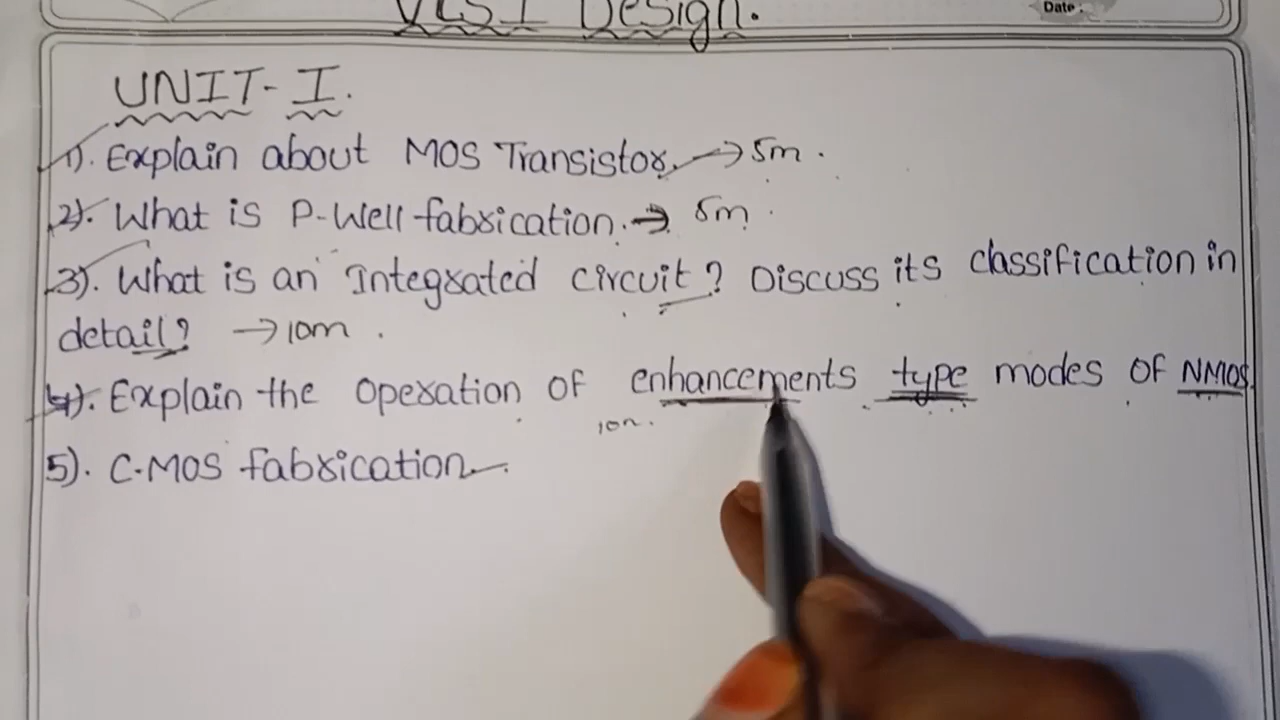 VLSI Design.
Date :
UNIT- I.
1). Explain about MOS Transistor. → 5m .
2). What is P-Well fabrication. → 5m .
3). What is an Integrated circuit? Discuss its classification in
detail? → 10m .
4). Explain the Operation of enhancements type modes of NMOS.
10m.
5). C-MOS fabrication.